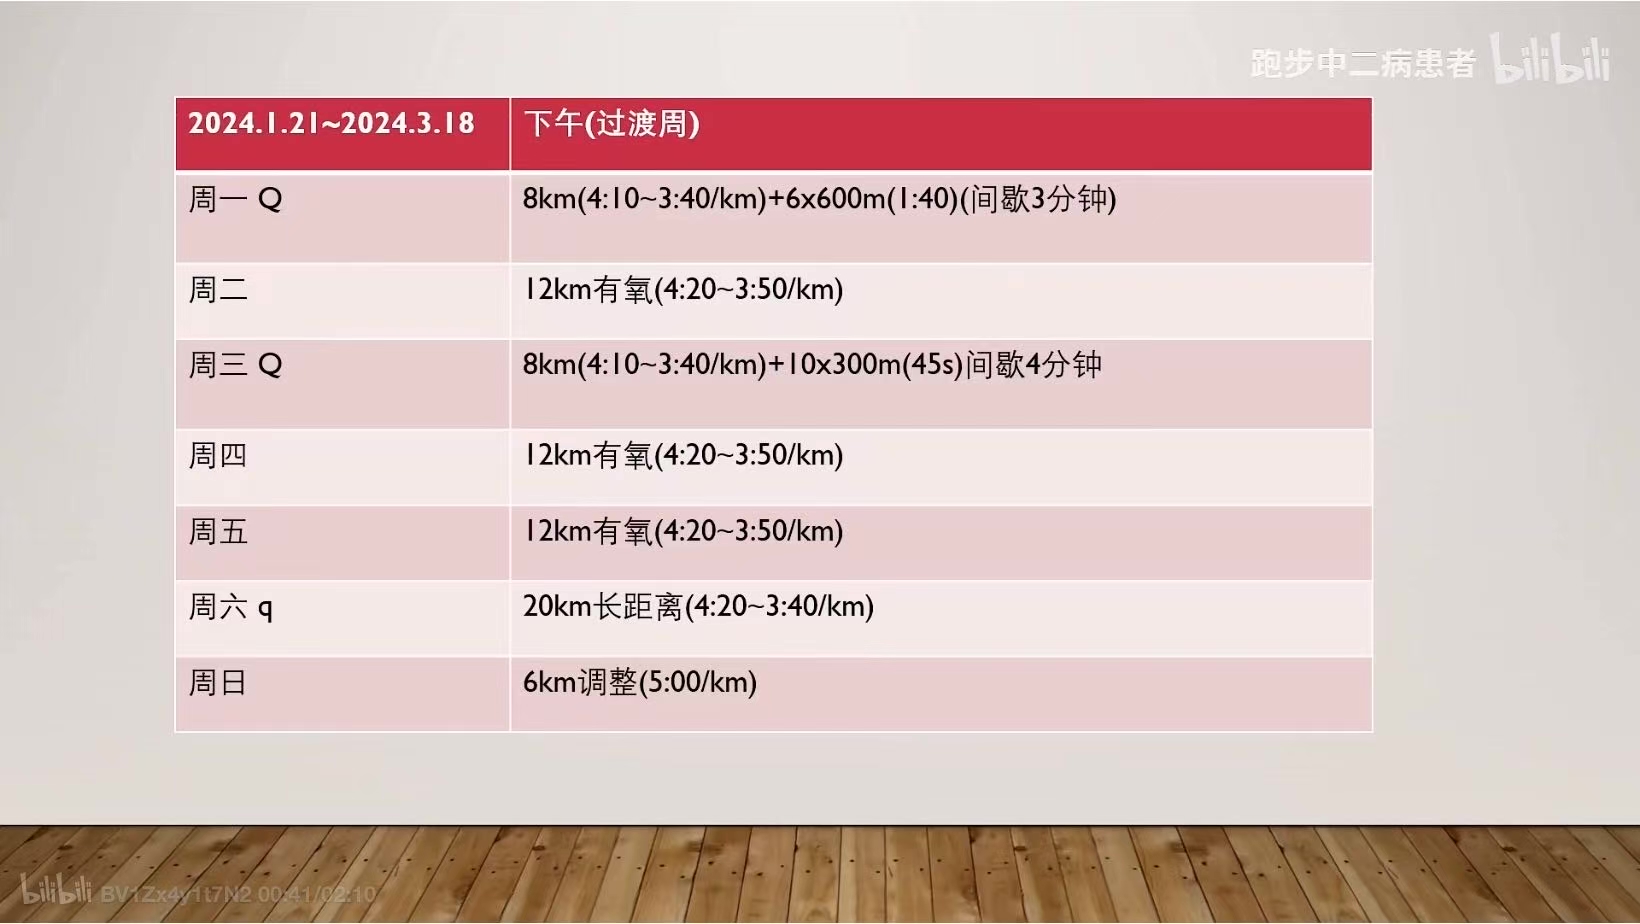 跑步中二病患者 bilibili
2024.1.21~2024.3.18 下午(过渡周)
周一 Q 8km(4:10~3:40/km)+6x600m(1:40)(间歇3分钟)
周二 12km有氧(4:20~3:50/km)
周三 Q 8km(4:10~3:40/km)+10x300m(45s)间歇4分钟
周四 12km有氧(4:20~3:50/km)
周五 12km有氧(4:20~3:50/km)
周六 q 20km长距离(4:20~3:40/km)
周日 6km调整(5:00/km)
bilibili BV1Zx4y1t7N2 00:41/02:10